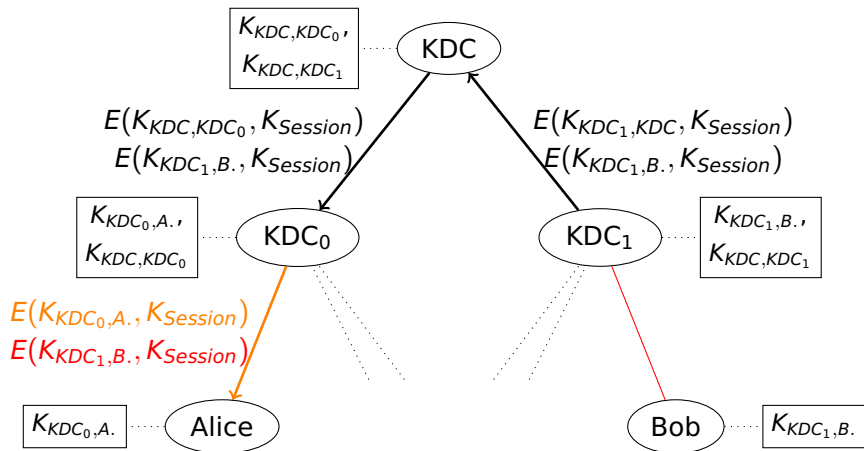 K_{KDC,KDC_0},
K_{KDC,KDC_1}
KDC
E(K_{KDC,KDC_0}, K_{Session})
E(K_{KDC_1,B.}, K_{Session})
E(K_{KDC_1,KDC}, K_{Session})
E(K_{KDC_1,B.}, K_{Session})
K_{KDC_0,A.},
K_{KDC,KDC_0}
KDC_0
KDC_1
K_{KDC_1,B.},
K_{KDC,KDC_1}
E(K_{KDC_0,A.}, K_{Session})
E(K_{KDC_1,B.}, K_{Session})
K_{KDC_0,A.}
Alice
Bob
K_{KDC_1,B.}